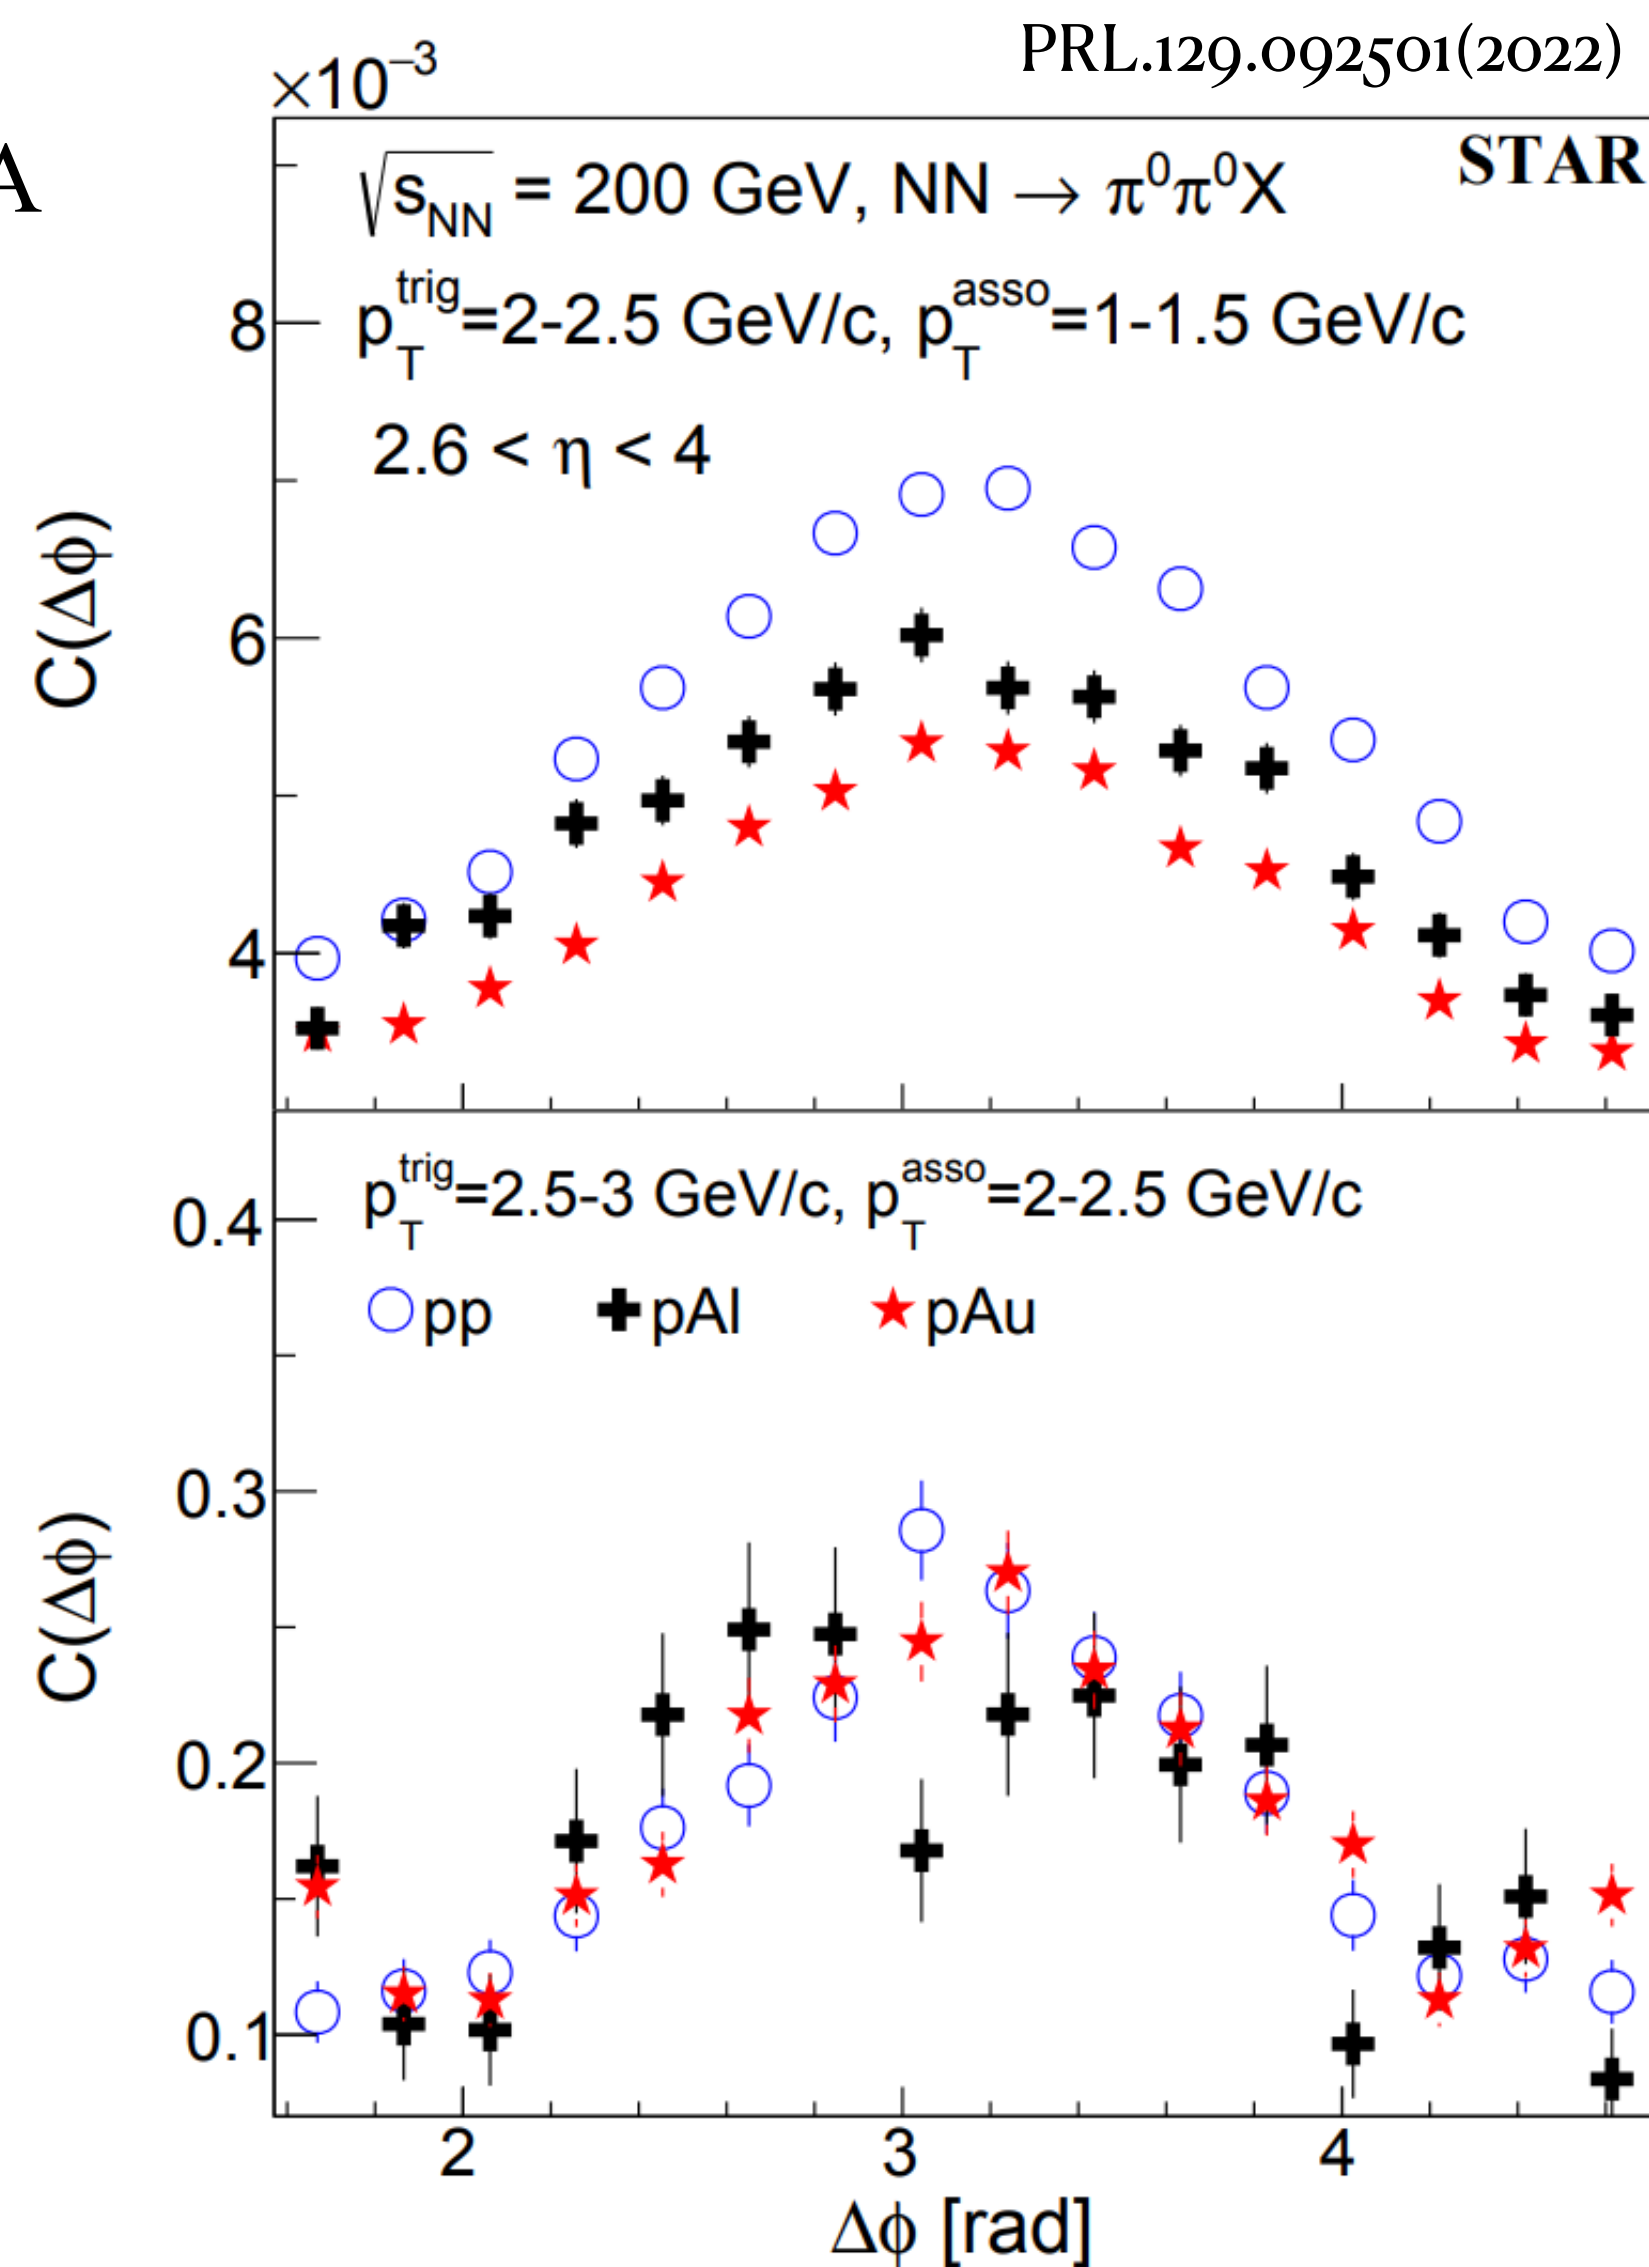 PRL.129.092501(2022)
×10⁻³
A
√sNN = 200 GeV, NN → π⁰π⁰X
STAR
pTtrig=2-2.5 GeV/c, pTasso=1-1.5 GeV/c
2.6 < η < 4
8
6
4
C(Δϕ)
pTtrig=2.5-3 GeV/c, pTasso=2-2.5 GeV/c
pp pAl pAu
0.4
0.3
0.2
0.1
C(Δϕ)
2 3 4
Δϕ [rad]